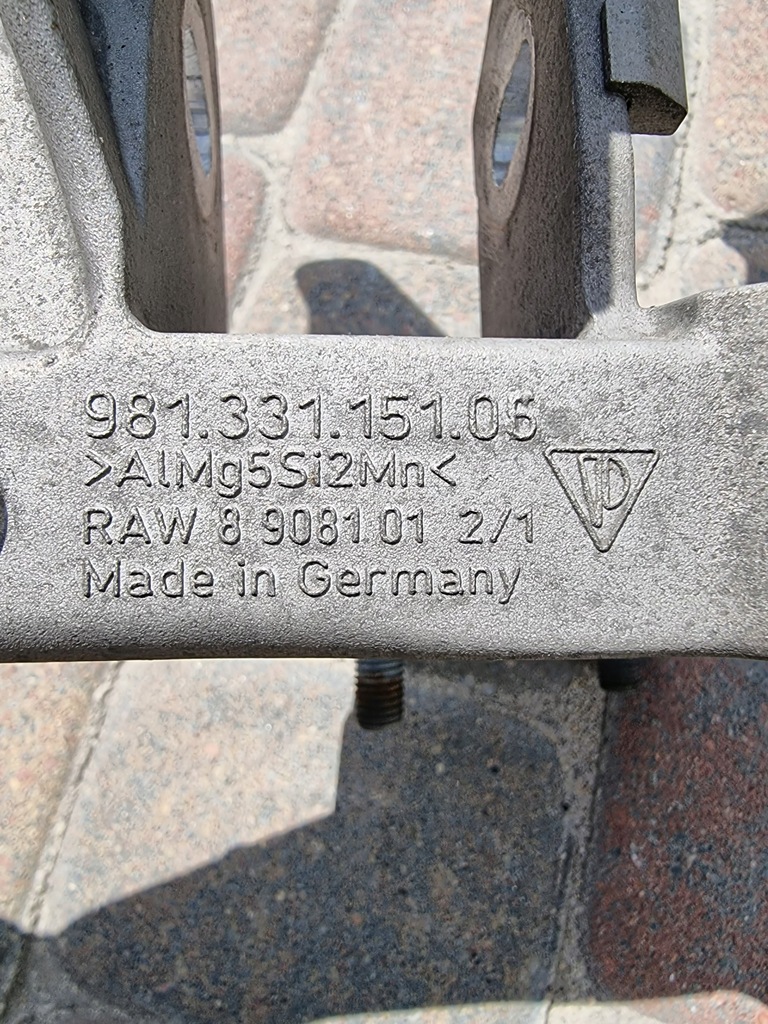 981.331.151.06
>AlMg5Si2Mn<
RAW 8 9081 01 2/1
Made in Germany